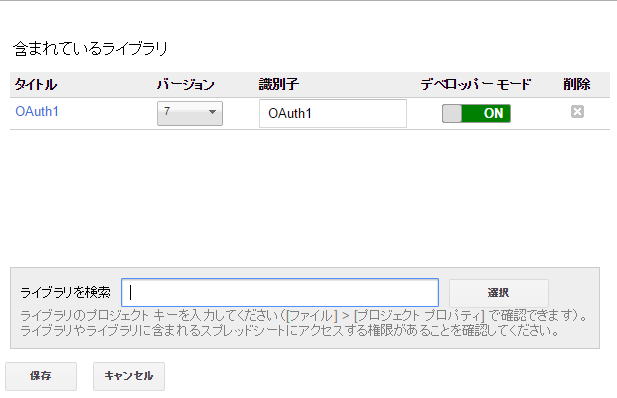 含まれているライブラリ
タイトル バージョン 識別子 デベロッパー モード 削除
OAuth1 7 OAuth1 ON
ライブラリを検索 選択
ライブラリのプロジェクト キーを入力してください（[ファイル] > [プロジェクト プロパティ] で確認できます）。
ライブラリやライブラリに含まれるスプレッドシートにアクセスする権限があることを確認してください。
保存 キャンセル